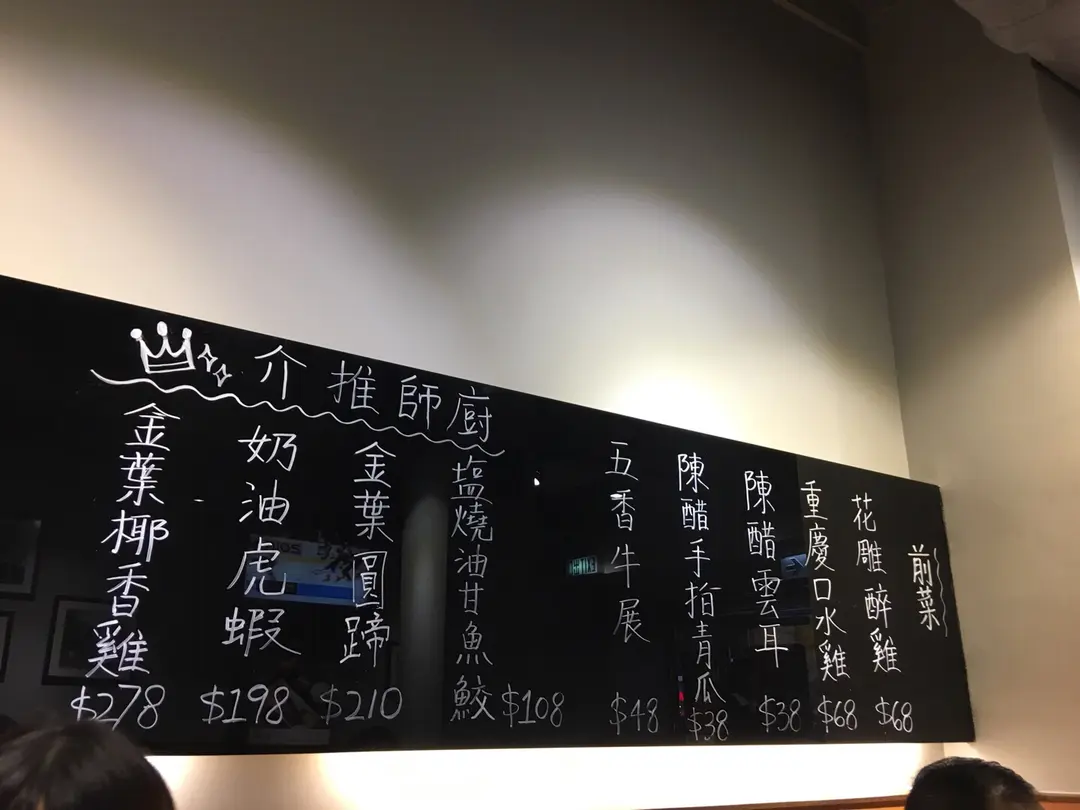 前菜
花雕醉雞
$68
重慶口水雞
$68
陳醋雲耳
$38
陳醋手拍青瓜
$38
五香牛展
$48
廚師推介
塩燒油甘魚鮫
$108
金葉圓蹄
$210
奶油虎蝦
$198
金葉椰香雞
$278